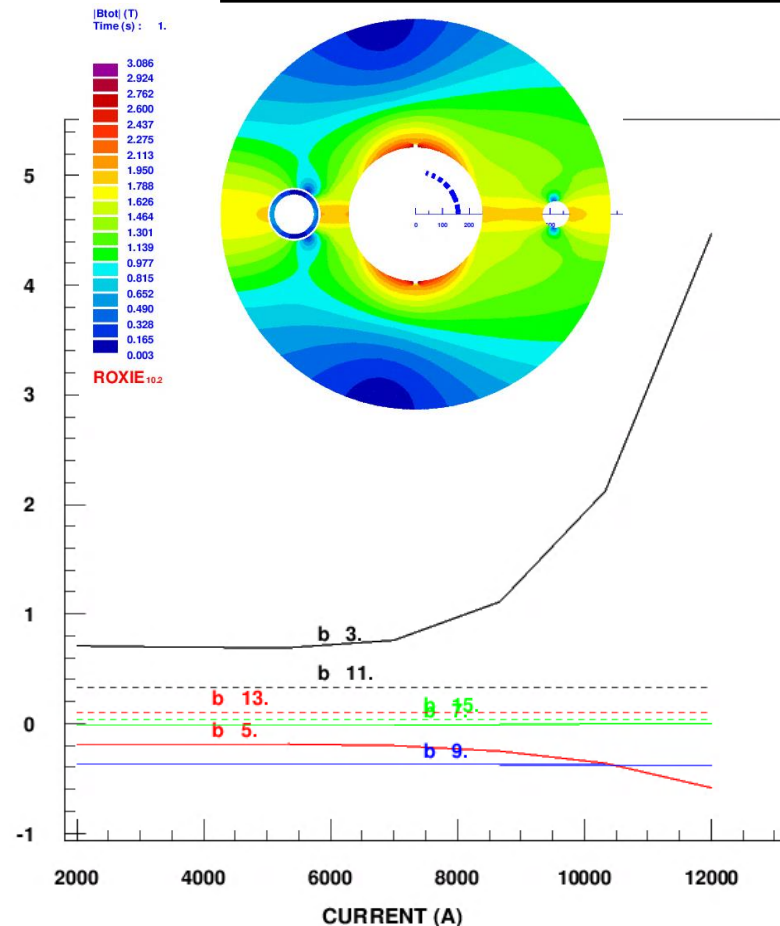 |Btot| (T)
Time (s) : 1.
3.086
2.924
2.762
2.600
2.437
2.275
2.113
1.950
1.788
1.626
1.464
1.301
1.139
0.977
0.815
0.652
0.490
0.328
0.165
0.003
ROXIE 10.2
0 100 200
5
4
3
2
1
0
-1
b 3.
b 11.
b 13.
b 15.
b 7.
b 5.
b 9.
2000 4000 6000 8000 10000 12000
CURRENT (A)